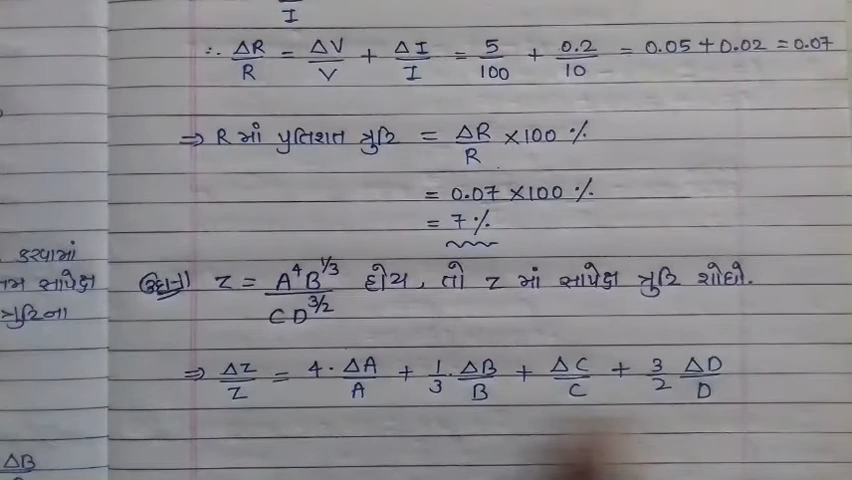 I
∴ ΔR/R = ΔV/V + ΔI/I = 5/100 + 0.2/10 = 0.05 + 0.02 = 0.07
⇒ R માં પ્રતિશત ત્રુટિ = ΔR/R × 100 %
= 0.07 × 100 %
= 7 %
કરવામાં
સાપેક્ષ
ત્રુટિના
Z = A⁴B^1/3 / CD^3/2 હોય, તો Z માં સાપેક્ષ ત્રુટિ શોધો.
⇒ ΔZ/Z = 4 · ΔA/A + 1/3 · ΔB/B + ΔC/C + 3/2 ΔD/D
ΔB